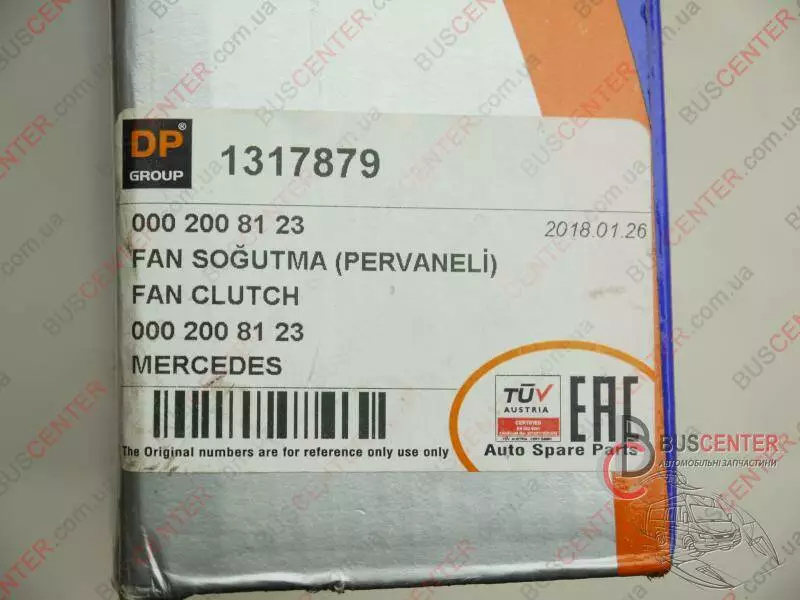 DP®
GROUP
1317879
000 200 81 23
2018.01.26
FAN SOĞUTMA (PERVANELİ)
FAN CLUTCH
000 200 81 23
MERCEDES
The Original numbers are for reference only use only
TÜV
AUSTRIA
CERTIFIED
EAC
Auto Spare Parts
BUSCENTER
АВТОМОБІЛЬНІ ЗАПЧАСТИНИ
BUSCENTER.com.ua